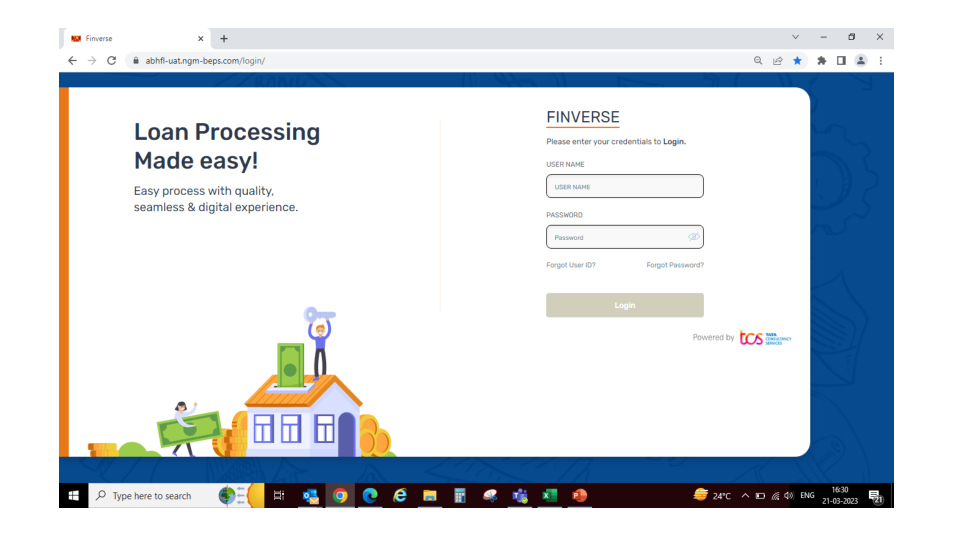 Finverse
abhfl-uat.ngm-beps.com/login/
Loan Processing
Made easy!
Easy process with quality,
seamless & digital experience.
FINVERSE
Please enter your credentials to Login.
USER NAME
USER NAME
PASSWORD
Password
Forgot User ID? Forgot Password?
Login
Powered by tcs TATA
CONSULTANCY
SERVICES
Type here to search
24°C
ENG
16:30
21-03-2023
21